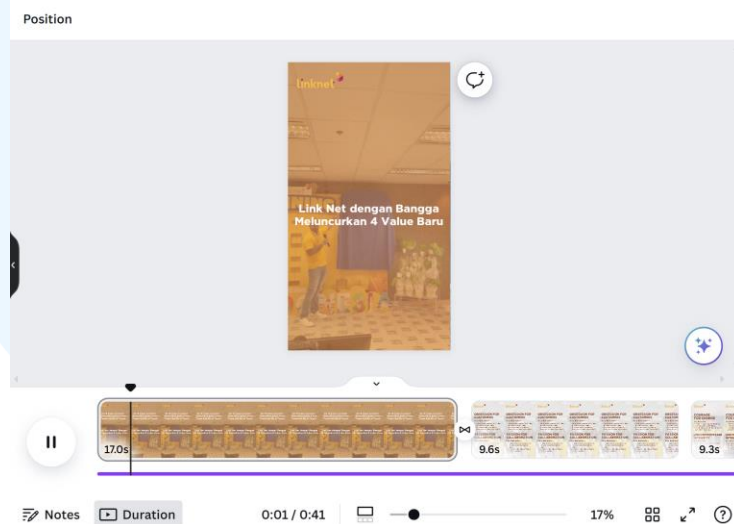 Position
linknet
Link Net dengan Bangga
Meluncurkan 4 Value Baru
17.0s
9.6s
9.3s
Notes
Duration
0:01 / 0:41
17%